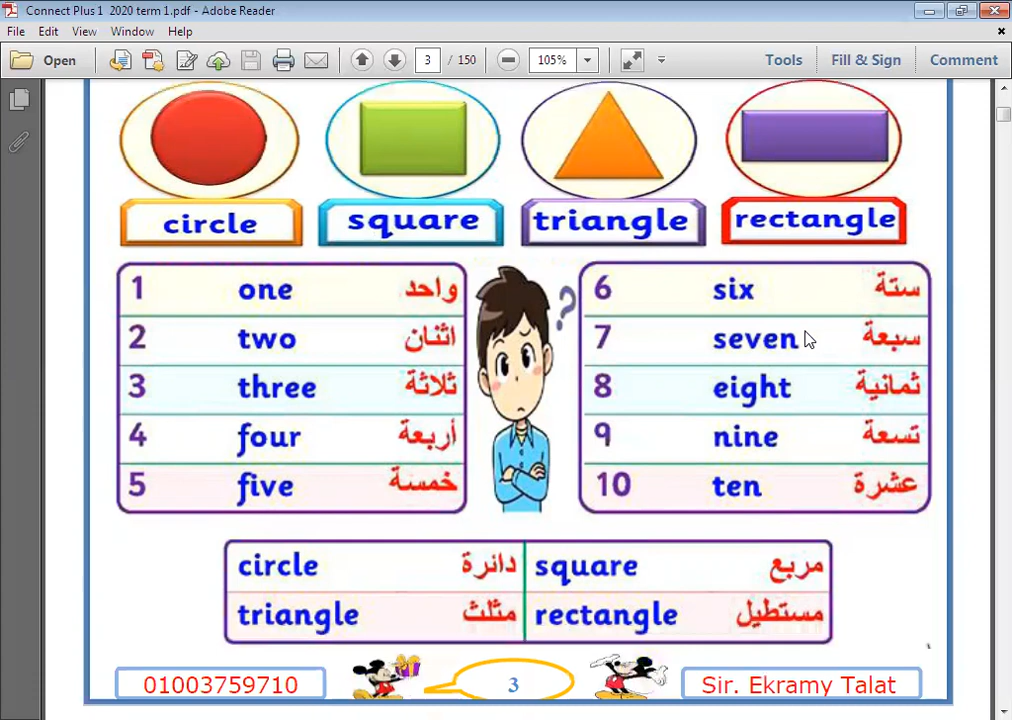 Connect Plus 1 2020 term 1.pdf - Adobe Reader
File Edit View Window Help
Open 3 / 150 105% Tools Fill & Sign Comment
circle square triangle rectangle
1 one واحد 6 six ستة
2 two اثنان 7 seven سبعة
3 three ثلاثة 8 eight ثمانية
4 four أربعة 9 nine تسعة
5 five خمسة 10 ten عشرة
?
circle دائرة square مربع
triangle مثلث rectangle مستطيل
01003759710 3 Sir. Ekramy Talat